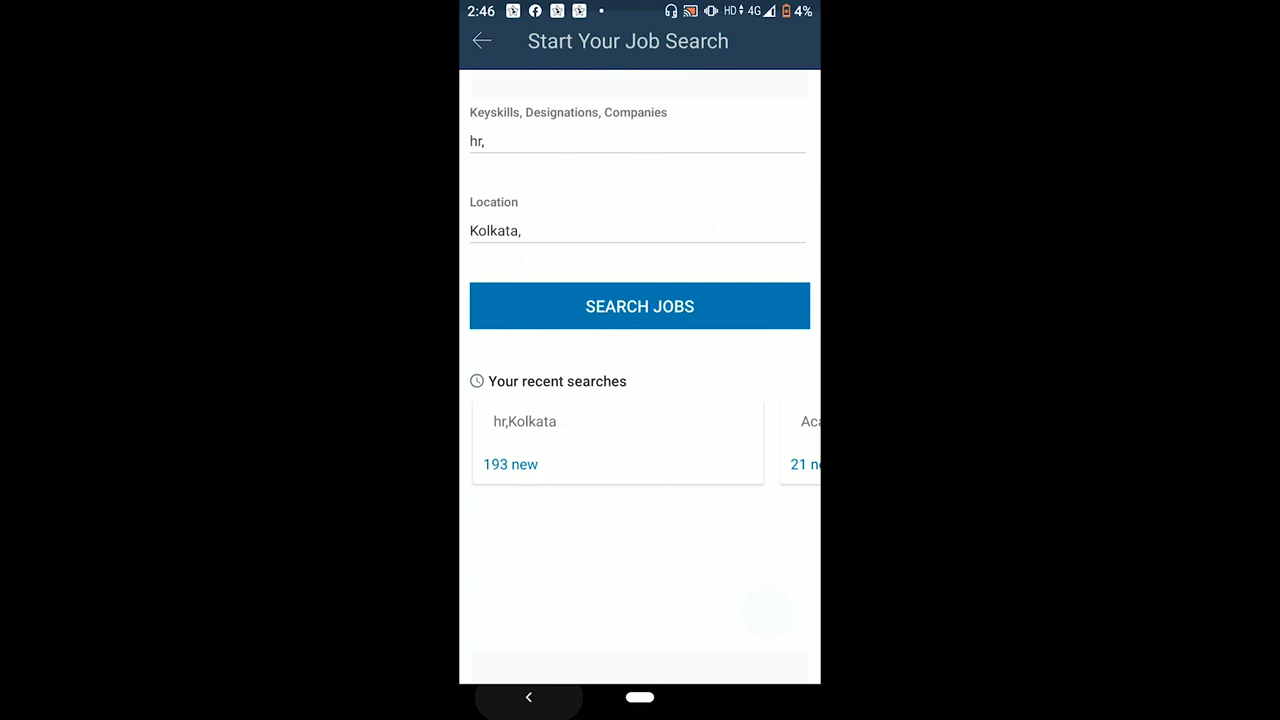 2:46 HD 4G 4%
Start Your Job Search
Keyskills, Designations, Companies
hr,
Location
Kolkata,
SEARCH JOBS
Your recent searches
hr,Kolkata
Aca
193 new
21 n